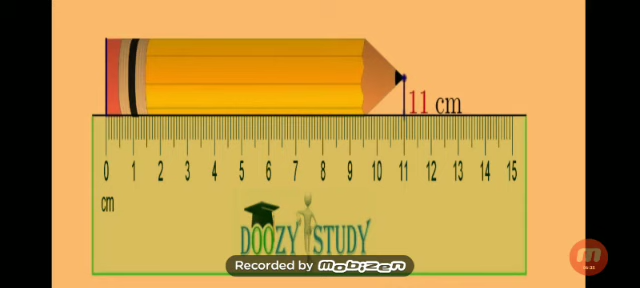 11 cm
0 1 2 3 4 5 6 7 8 9 10 11 12 13 14 15
cm
DOOZY STUDY
Recorded by mobizen